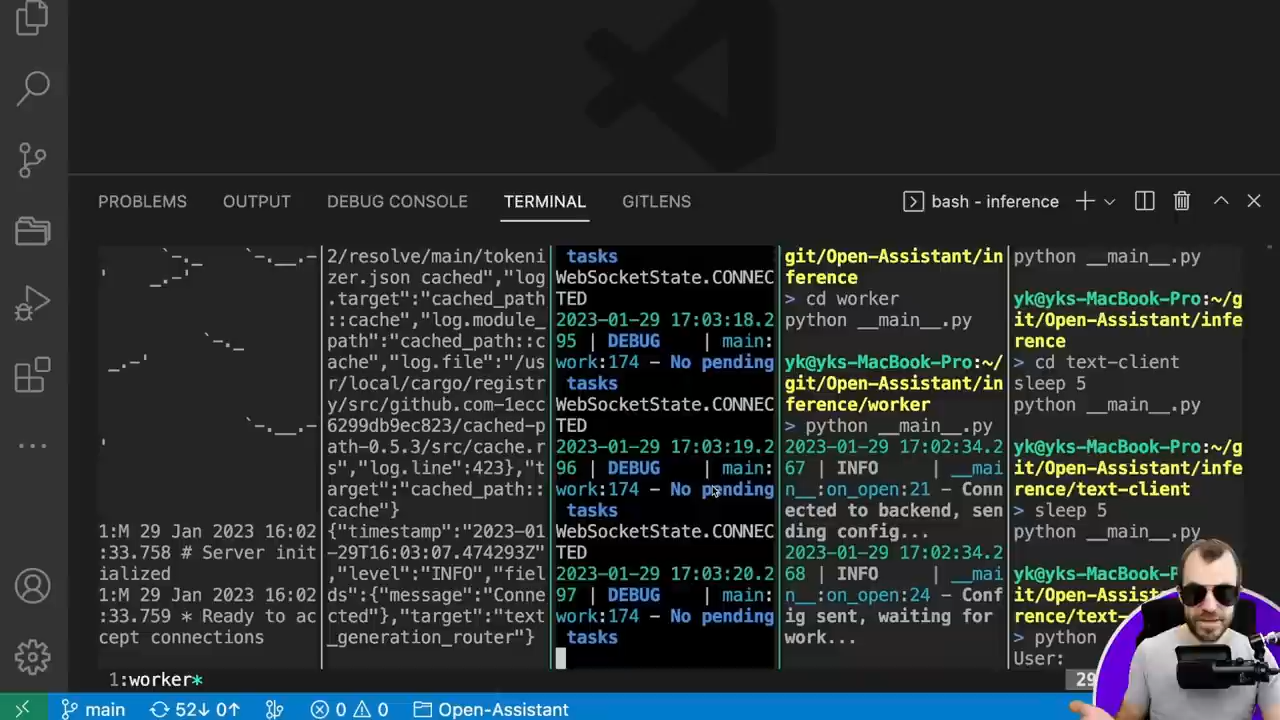 PROBLEMS OUTPUT DEBUG CONSOLE TERMINAL GITLENS bash - inference
1:M 29 Jan 2023 16:02
:33.758 # Server init
ialized
1:M 29 Jan 2023 16:02
:33.759 * Ready to ac
cept connections
2/resolve/main/tokeni
zer.json cached","log
.target":"cached_path
::cache","log.module_
path":"cached_path::c
ache","log.file":"/us
r/local/cargo/registr
y/src/github.com-1ecc
6299db9ec823/cached-p
ath-0.5.3/src/cache.r
s","log.line":423},"t
arget":"cached_path::
cache"}
{"timestamp":"2023-01
-29T16:03:07.474293Z"
,"level":"INFO","fiel
ds":{"message":"Conne
cted"},"target":"text
_generation_router"}
tasks
WebSocketState.CONNEC
TED
2023-01-29 17:03:18.2
95 | DEBUG | main:
work:174 - No pending
tasks
WebSocketState.CONNEC
TED
2023-01-29 17:03:19.2
96 | DEBUG | main:
work:174 - No pending
tasks
WebSocketState.CONNEC
TED
2023-01-29 17:03:20.2
97 | DEBUG | main:
work:174 - No pending
tasks
git/Open-Assistant/in
ference
> cd worker
python __main__.py
yk@yks-MacBook-Pro:~/
git/Open-Assistant/in
ference/worker
> python __main__.py
2023-01-29 17:02:34.2
67 | INFO | __mai
n__:on_open:21 - Conn
ected to backend, sen
ding config...
2023-01-29 17:02:34.2
68 | INFO | __mai
n__:on_open:24 - Conf
ig sent, waiting for
work...
python __main__.py
yk@yks-MacBook-Pro:~/g
it/Open-Assistant/infe
rence
> cd text-client
sleep 5
python __main__.py
yk@yks-MacBook-Pro:~/g
it/Open-Assistant/infe
rence/text-client
> sleep 5
python __main__.py
yk@yks-MacBook-P
it/Open-Assist
rence/text-
> python
User:
1:worker*
29
main 52↓ 0↑ 0 0 Open-Assistant